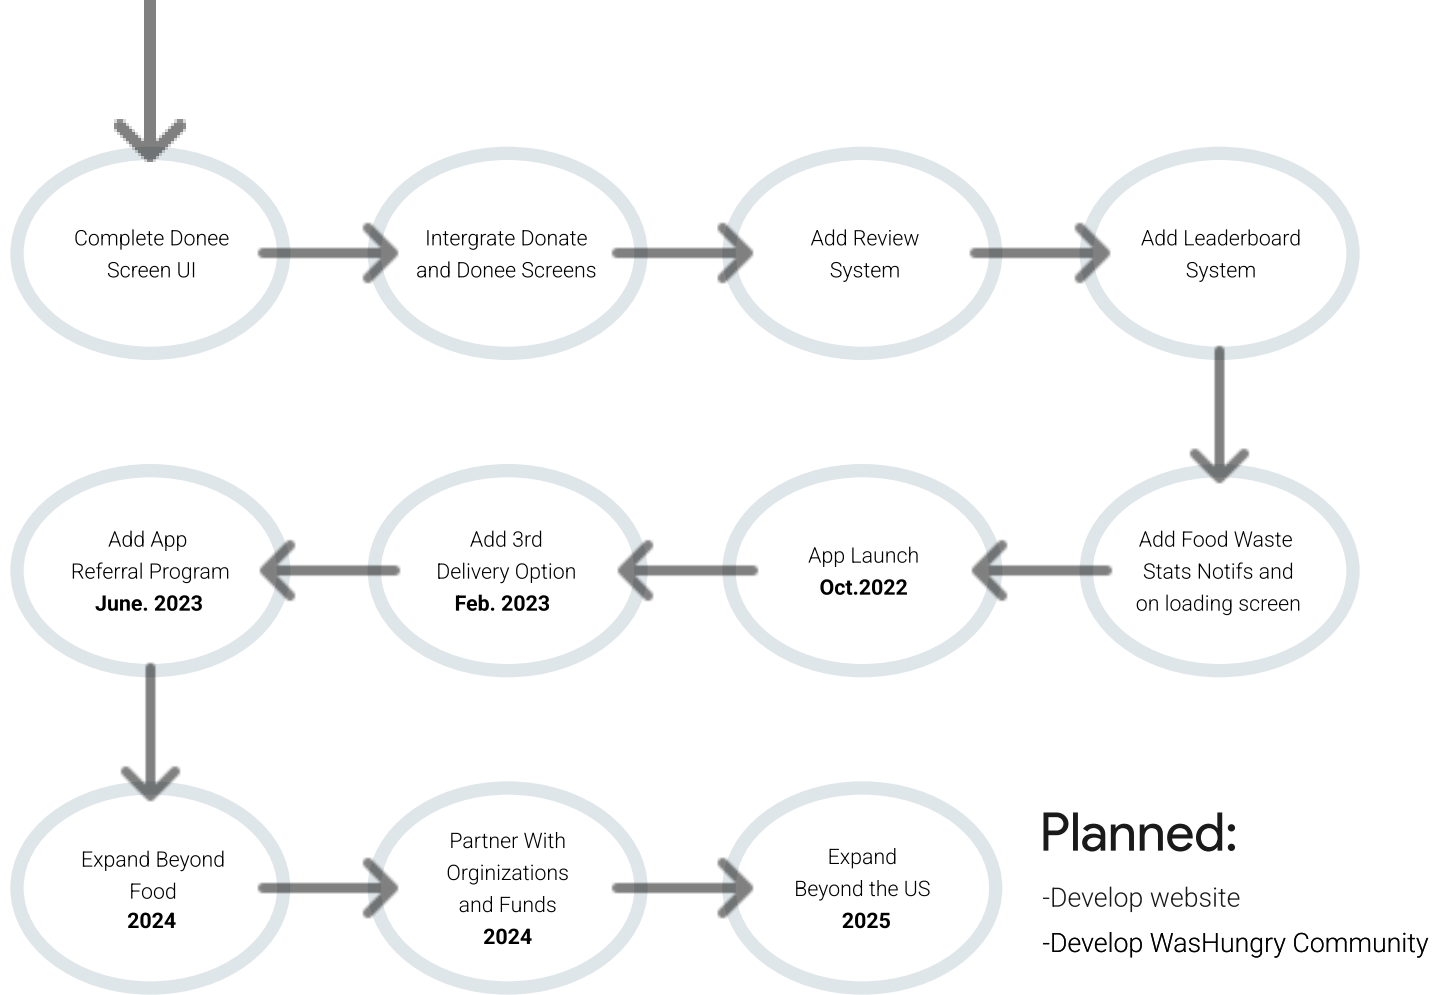 Complete Donee
Screen UI
Intergrate Donate
and Donee Screens
Add Review
System
Add Leaderboard
System
Add Food Waste
Stats Notifs and
on loading screen
App Launch
Oct.2022
Add 3rd
Delivery Option
Feb. 2023
Add App
Referral Program
June. 2023
Expand Beyond
Food
2024
Partner With
Orginizations
and Funds
2024
Expand
Beyond the US
2025
Planned:
-Develop website
-Develop WasHungry Community